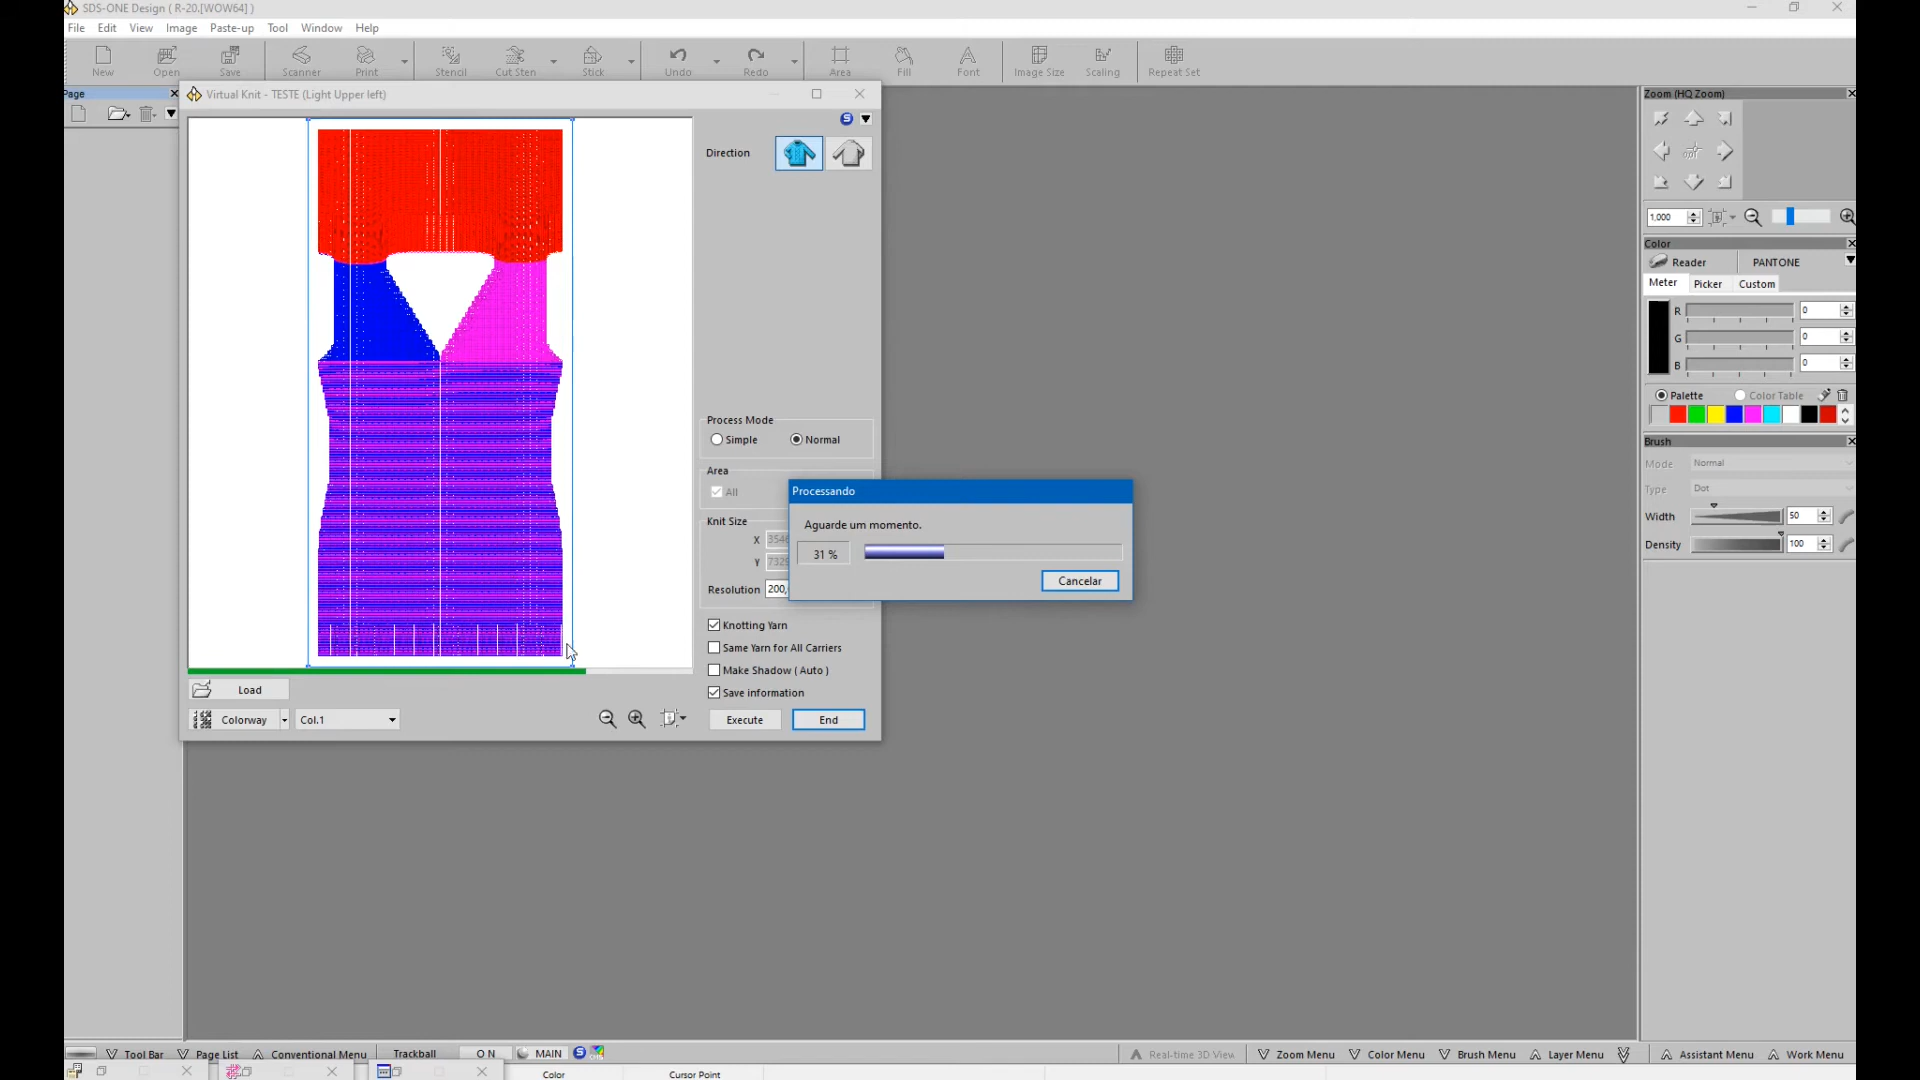 SDS-ONE Design ( R-20.[WOW64] )
File Edit View Image Paste-up Tool Window Help
New Open Save Scanner Print Stencil Cut Sten Stick Undo Redo Area Fill Font Image Size Scaling Repeat Set
Page
Virtual Knit - TESTE (Light Upper left)
Direction
Process Mode
Simple Normal
Area
All
Knit Size
X 3546
Y 7329
Resolution 200,
Knotting Yarn
Same Yarn for All Carriers
Make Shadow ( Auto )
Save information
Execute End
Load
Colorway Col.1
Processando
Aguarde um momento.
31 %
Cancelar
Zoom (HQ Zoom)
1,000
Color
Reader PANTONE
Meter Picker Custom
R 0
G 0
B 0
Palette Color Table
Brush
Mode Normal
Type Dot
Width 50
Density 100
Tool Bar Page List Conventional Menu Trackball O N MAIN Real-time 3D View Zoom Menu Color Menu Brush Menu Layer Menu Assistant Menu Work Menu
Color Cursor Point